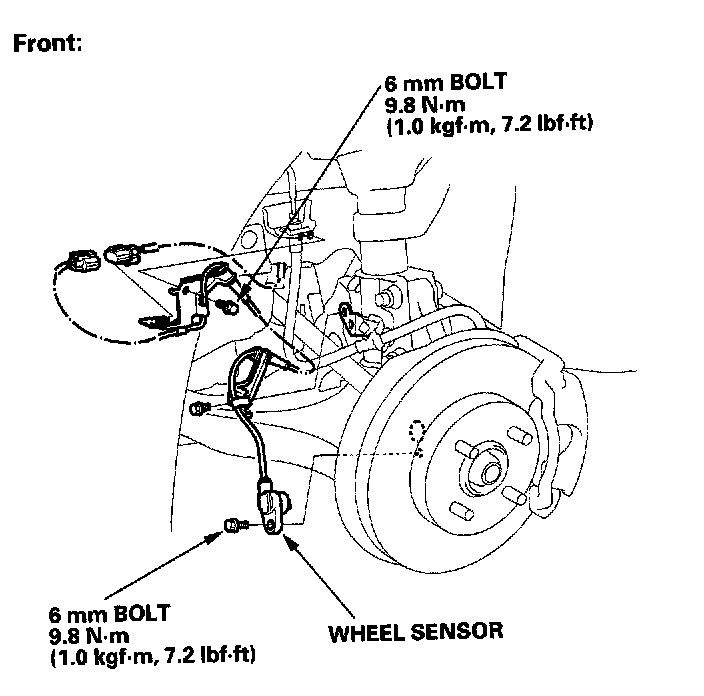 Front:
6 mm BOLT
9.8 N·m
(1.0 kgf·m, 7.2 lbf·ft)
6 mm BOLT
9.8 N·m
(1.0 kgf·m, 7.2 lbf·ft)
WHEEL SENSOR